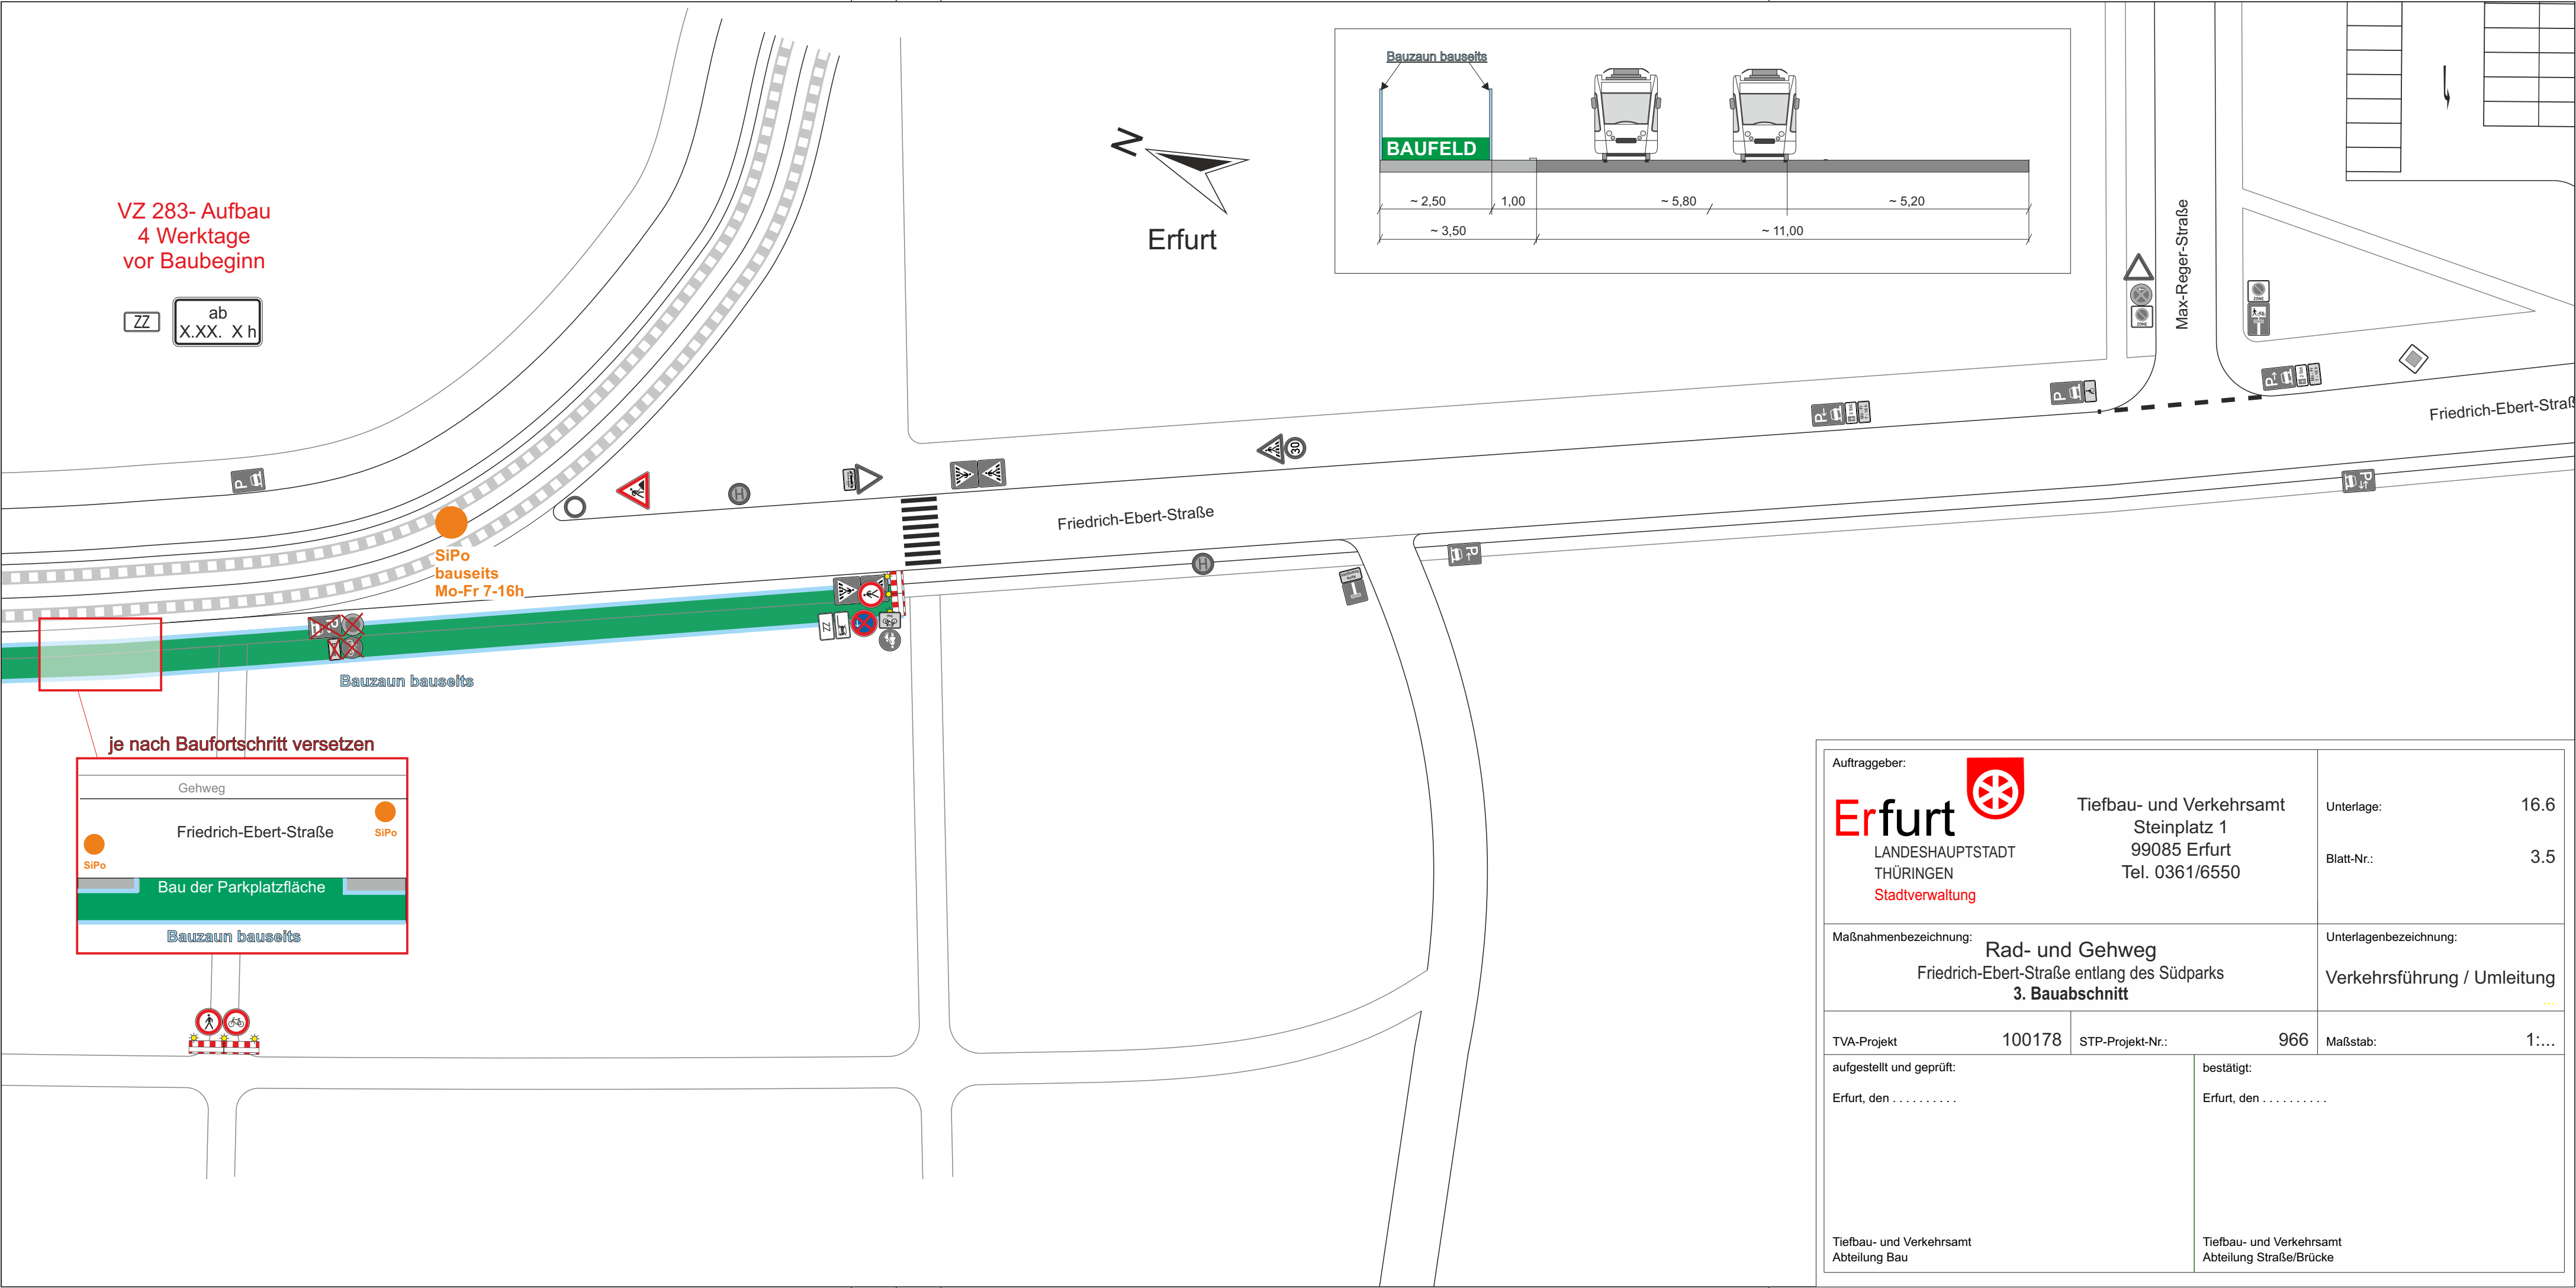 VZ 283- Aufbau
4 Werktage
vor Baubeginn
ZZ
ab
X.XX. X h
N
Erfurt
Bauzaun bauseits
BAUFELD
~ 2,50
1,00
~ 5,80
~ 5,20
~ 3,50
~ 11,00
Max-Reger-Straße
ZONE
ZONE
P
P
P
P
Friedrich-Ebert-Straß
P
30
H
Friedrich-Ebert-Straße
H
P
P
SiPo
bauseits
Mo-Fr 7-16h
ZZ
Bauzaun bauseits
je nach Baufortschritt versetzen
Gehweg
Friedrich-Ebert-Straße
SiPo
SiPo
Bau der Parkplatzfläche
Bauzaun bauseits
Auftraggeber:
Erfurt
LANDESHAUPTSTADT
THÜRINGEN
Stadtverwaltung
Tiefbau- und Verkehrsamt
Steinplatz 1
99085 Erfurt
Tel. 0361/6550
Unterlage: 16.6
Blatt-Nr.: 3.5
Maßnahmenbezeichnung:
Rad- und Gehweg
Friedrich-Ebert-Straße entlang des Südparks
3. Bauabschnitt
Unterlagenbezeichnung:
Verkehrsführung / Umleitung
...
TVA-Projekt 100178
STP-Projekt-Nr.: 966
Maßstab: 1:...
aufgestellt und geprüft:
Erfurt, den . . . . . . . . . .
Tiefbau- und Verkehrsamt
Abteilung Bau
bestätigt:
Erfurt, den . . . . . . . . . .
Tiefbau- und Verkehrsamt
Abteilung Straße/Brücke